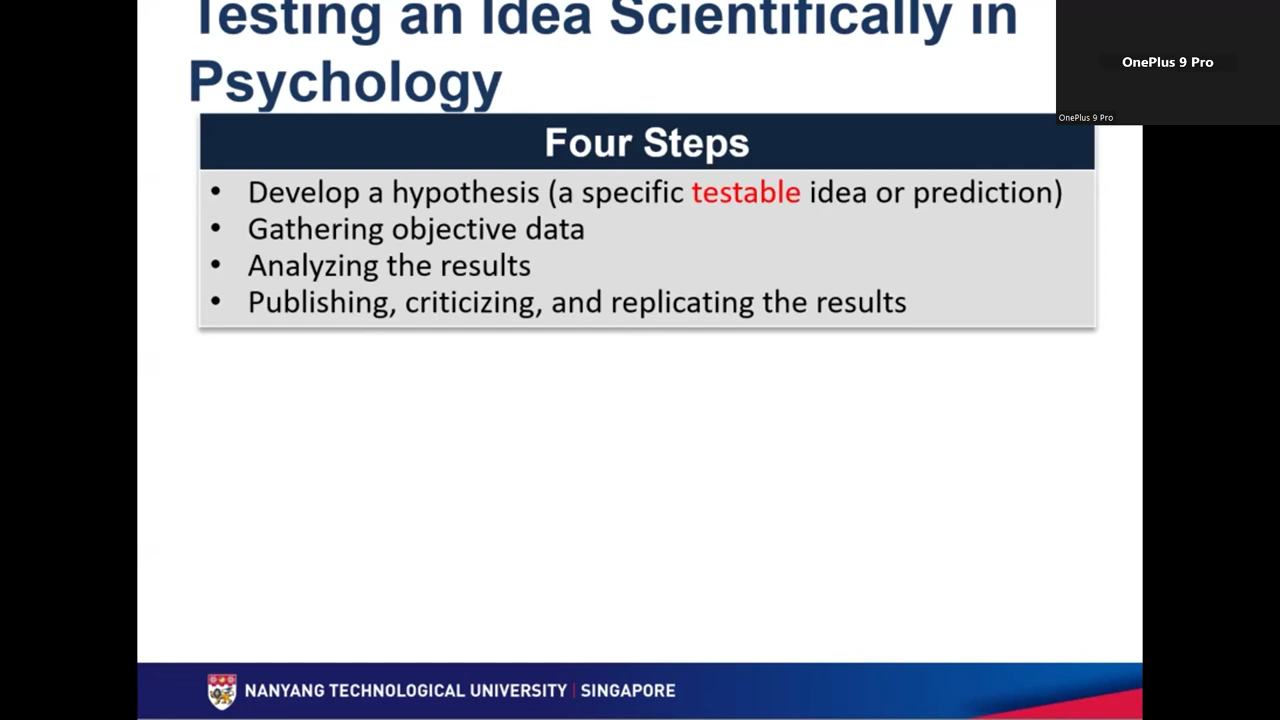 Testing an Idea Scientifically in
Psychology
OnePlus 9 Pro
OnePlus 9 Pro
Four Steps
• Develop a hypothesis (a specific testable idea or prediction)
• Gathering objective data
• Analyzing the results
• Publishing, criticizing, and replicating the results
NANYANG TECHNOLOGICAL UNIVERSITY | SINGAPORE